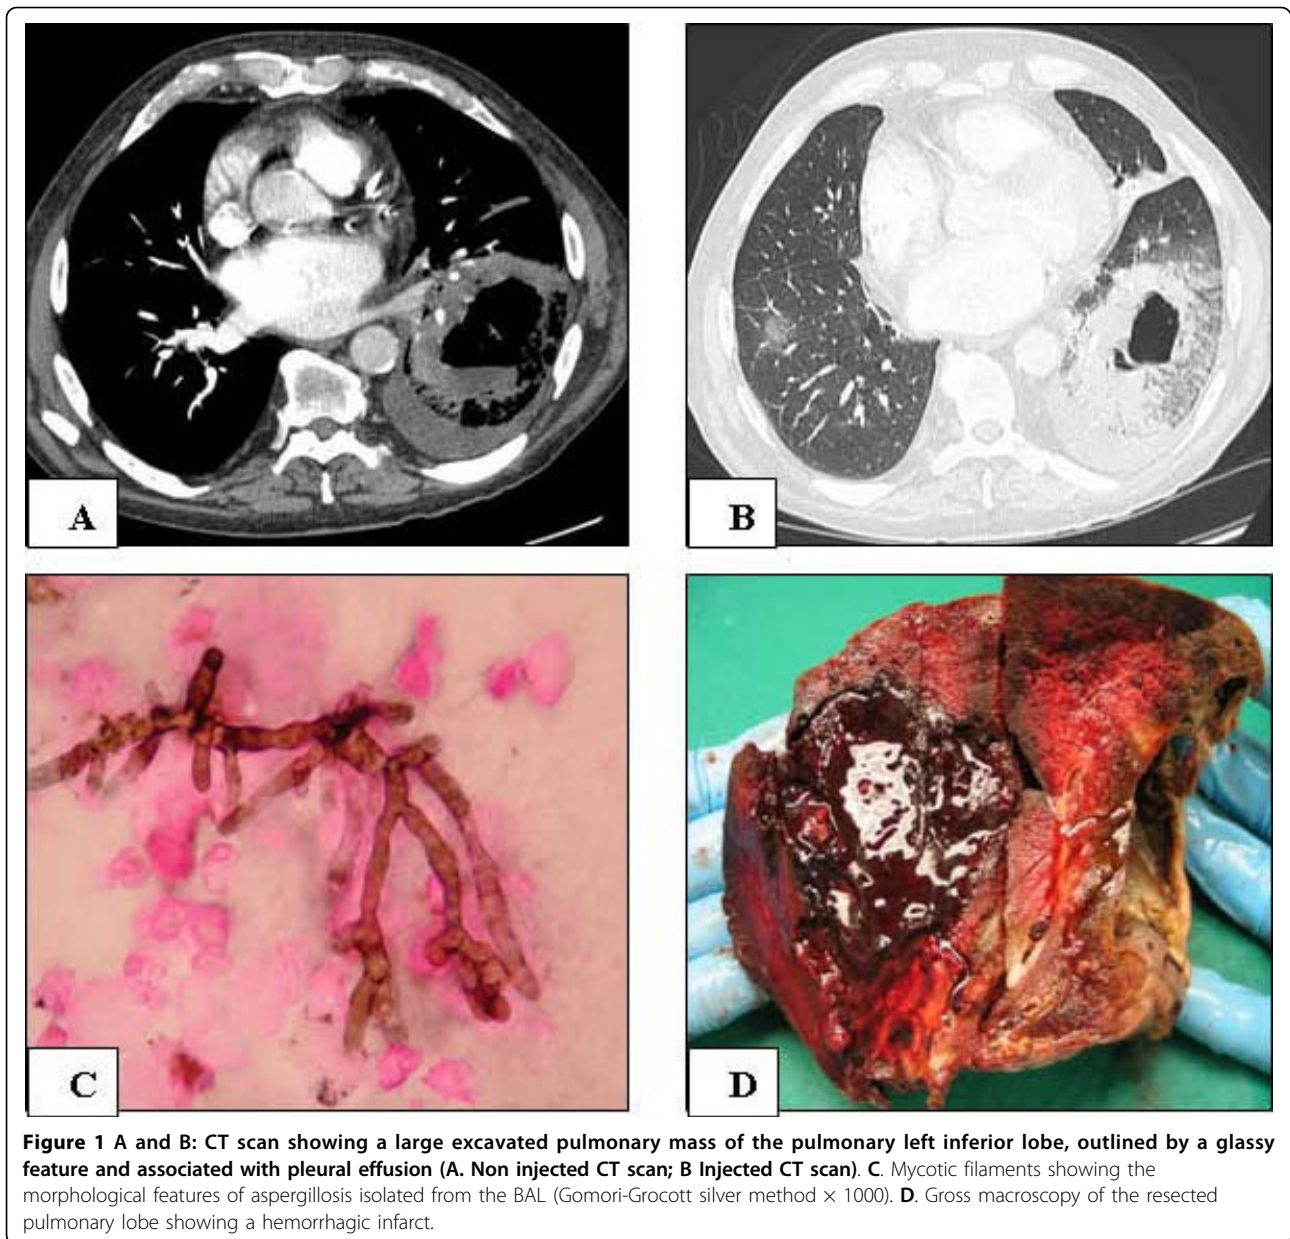 A
B
C
D
Figure 1 A and B: CT scan showing a large excavated pulmonary mass of the pulmonary left inferior lobe, outlined by a glassy
feature and associated with pleural effusion (A. Non injected CT scan; B Injected CT scan). C. Mycotic filaments showing the
morphological features of aspergillosis isolated from the BAL (Gomori-Grocott silver method × 1000). D. Gross macroscopy of the resected
pulmonary lobe showing a hemorrhagic infarct.